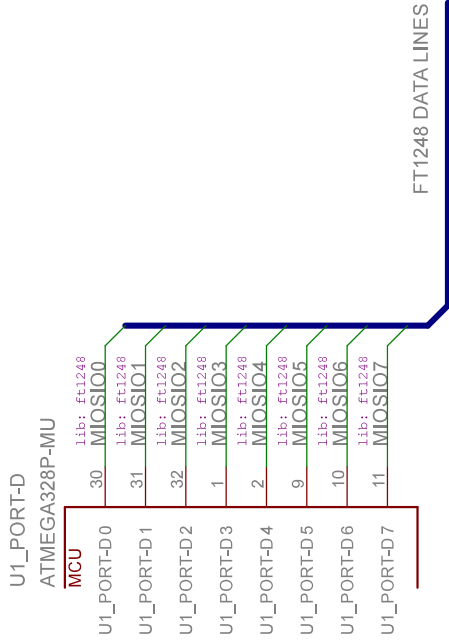 U1_PORT-D
ATMEGA328P-MU
MCU
FT1248 DATA LINES
lib: ft1248
MIOSIO0
30
U1_PORT-D0
lib: ft1248
MIOSIO1
31
U1_PORT-D1
lib: ft1248
MIOSIO2
32
U1_PORT-D2
lib: ft1248
MIOSIO3
1
U1_PORT-D3
lib: ft1248
MIOSIO4
2
U1_PORT-D4
lib: ft1248
MIOSIO5
9
U1_PORT-D5
lib: ft1248
MIOSIO6
10
U1_PORT-D6
lib: ft1248
MIOSIO7
11
U1_PORT-D7